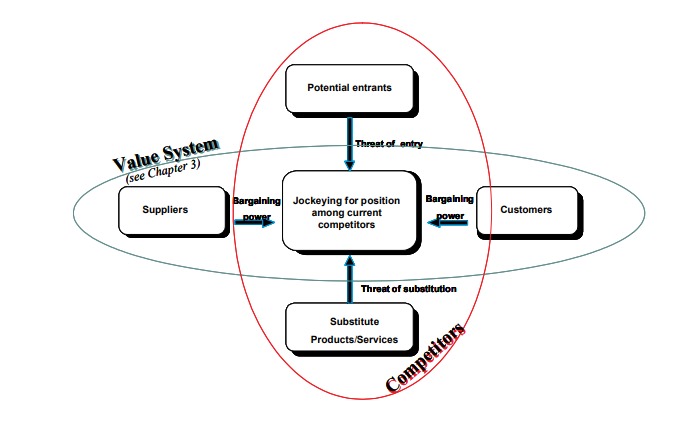 Potential entrants
Threat of entry
Value System
(see Chapter 3)
Suppliers
Bargaining
power
Jockeying for position
among current
competitors
Bargaining
power
Customers
Threat of substitution
Substitute
Products/Services
Competitors